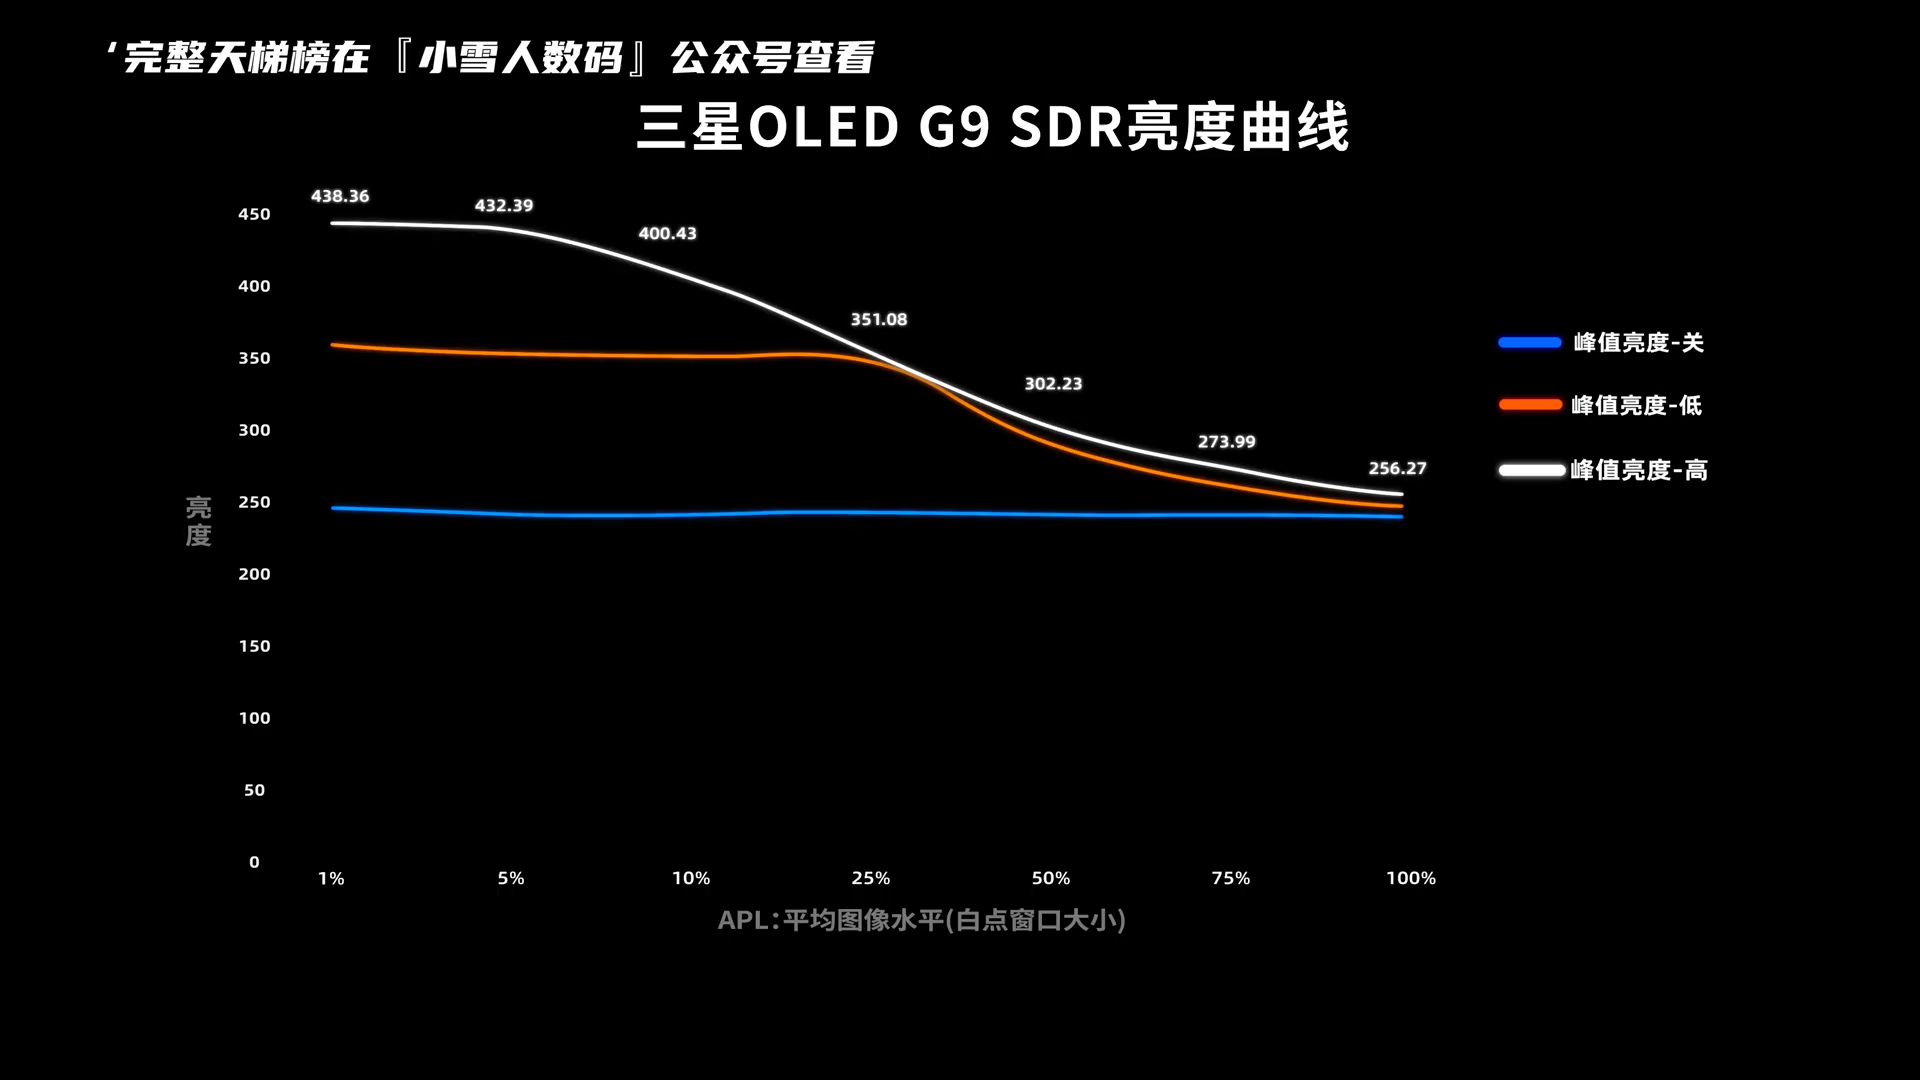 ‘完整天梯榜在『小雪人数码』公众号查看
三星OLED G9 SDR亮度曲线
438.36
432.39
400.43
351.08
302.23
273.99
256.27
450
400
350
300
250
200
150
100
50
0
亮度
1% 5% 10% 25% 50% 75% 100%
APL:平均图像水平(白点窗口大小)
峰值亮度-关
峰值亮度-低
峰值亮度-高